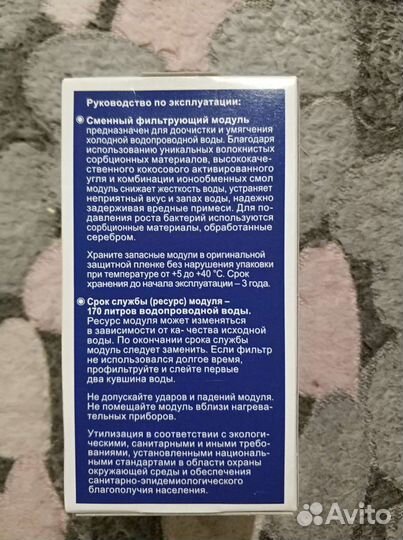 Руководство по эксплуатации:
Сменный фильтрующий модуль
предназначен для доочистки и умягчения
холодной водопроводной воды. Благодаря
использованию уникальных волокнистых
сорбционных материалов, высококачест-
венного кокосового активированного
угля и комбинации ионообменных смол
модуль снижает жесткость воды, устраняет
неприятный вкус и запах воды, надежно
задерживая вредные примеси. Для по-
давления роста бактерий используются
сорбционные материалы, обработанные
серебром.
Храните запасные модули в оригинальной
защитной пленке без нарушения упаковки
при температуре от +5 до +40 °С. Срок
хранения до начала эксплуатации – 3 года.
Срок службы (ресурс) модуля –
170 литров водопроводной воды.
Ресурс модуля может изменяться
в зависимости от ка- чества исходной
воды. По окончании срока службы
модуль следует заменить. Если фильтр
не использовался долгое время,
профильтруйте и слейте первые
два кувшина воды.
Не допускайте ударов и падений модуля.
Не помещайте модуль вблизи нагрева-
тельных приборов.
Утилизация в соответствии с экологи-
ческими, санитарными и иными требо-
ваниями, установленными националь-
ными стандартами в области охраны
окружающей среды и обеспечения
санитарно-эпидемиологического
благополучия населения.
Avito